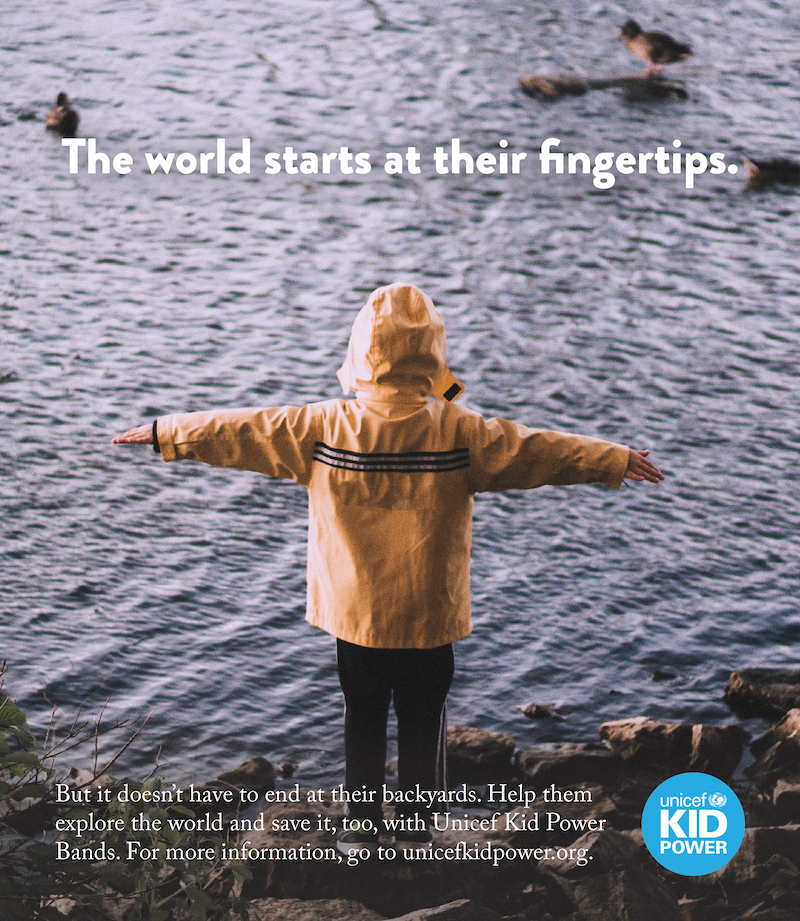 The world starts at their fingertips.
But it doesn't have to end at their backyards. Help them
explore the world and save it, too, with Unicef Kid Power
Bands. For more information, go to unicefkidpower.org.
unicef
KID
POWER